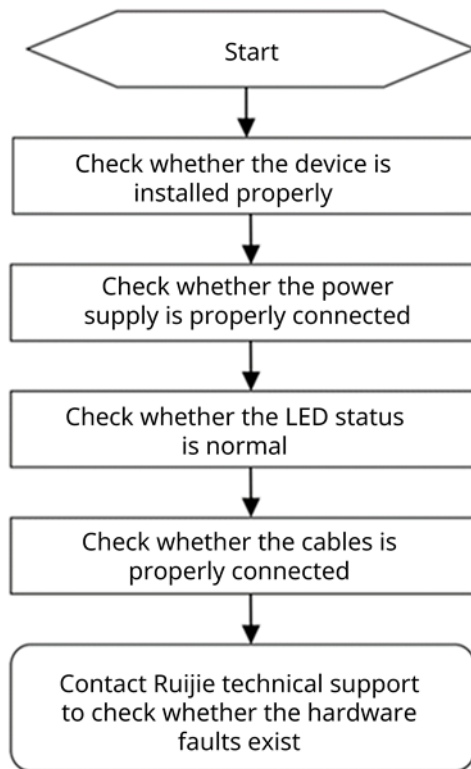 Start
Check whether the device is
installed properly
Check whether the power
supply is properly connected
Check whether the LED status
is normal
Check whether the cables is
properly connected
Contact Ruijie technical support
to check whether the hardware
faults exist